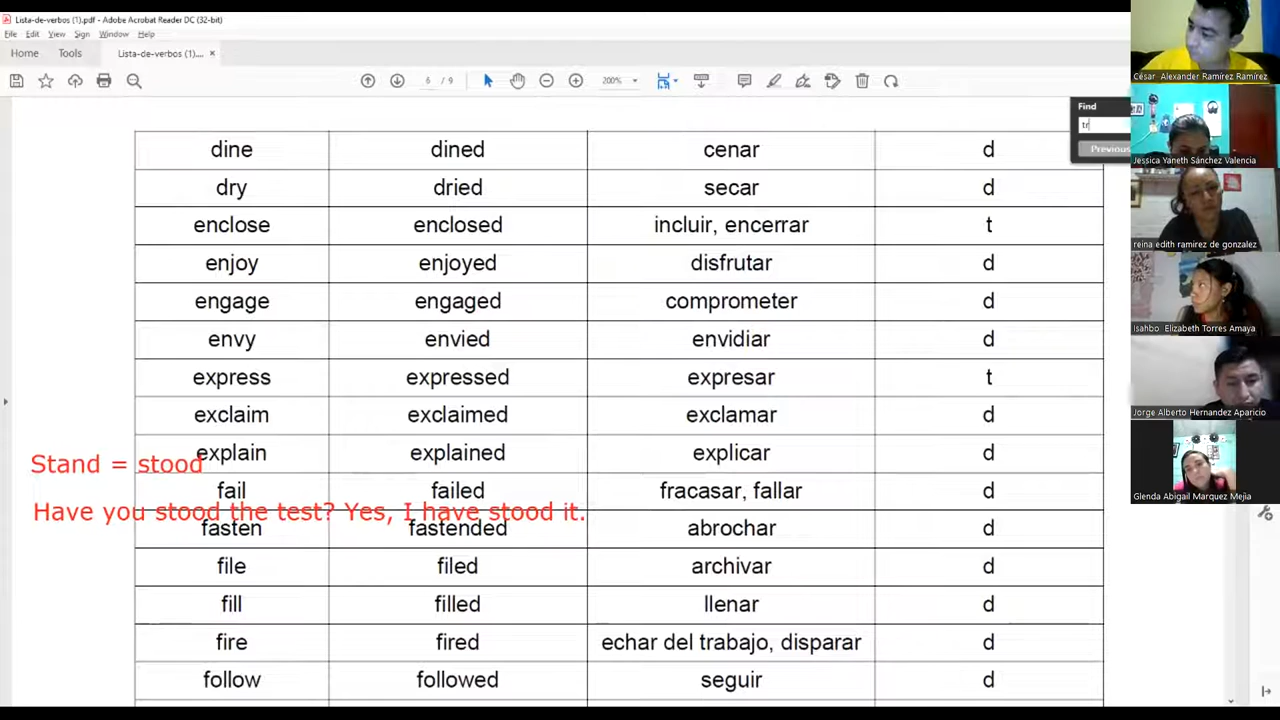 Lista-de-verbos (1).pdf - Adobe Acrobat Reader DC (32-bit)
File Edit View Sign Window Help
Home Tools Lista-de-verbos (1).... ×
6 / 9 200%
Find
tr
Previous
dine dined cenar d
dry dried secar d
enclose enclosed incluir, encerrar t
enjoy enjoyed disfrutar d
engage engaged comprometer d
envy envied envidiar d
express expressed expresar t
exclaim exclaimed exclamar d
explain explained explicar d
Stand = stood
fail failed fracasar, fallar d
Have you stood the test? Yes, I have stood it.
fasten fastended abrochar d
file filed archivar d
fill filled llenar d
fire fired echar del trabajo, disparar d
follow followed seguir d
César Alexander Ramírez Ramírez
Jessica Yaneth Sánchez Valencia
reina edith ramirez de gonzalez
Isahbo Elizabeth Torres Amaya
Jorge Alberto Hernandez Aparicio
Glenda Abigail Marquez Mejia